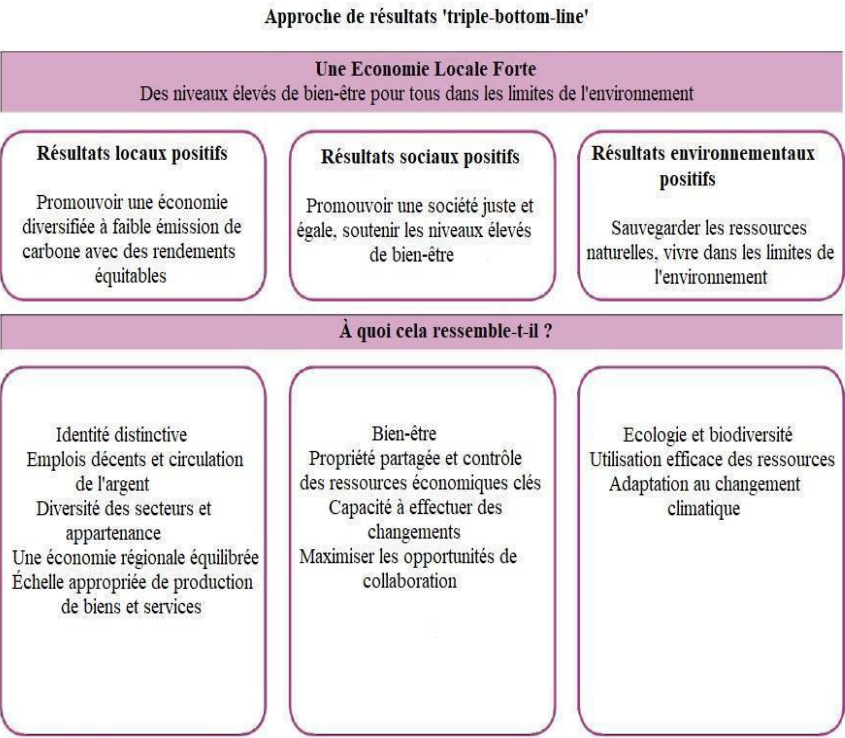 Approche de résultats 'triple-bottom-line'
Une Economie Locale Forte
Des niveaux élevés de bien-être pour tous dans les limites de l'environnement
Résultats locaux positifs
Promouvoir une économie
diversifiée à faible émission de
carbone avec des rendements
équitables
Résultats sociaux positifs
Promouvoir une société juste et
égale, soutenir les niveaux élevés
de bien-être
Résultats environnementaux
positifs
Sauvegarder les ressources
naturelles, vivre dans les limites de
l'environnement
À quoi cela ressemble-t-il ?
Identité distinctive
Emplois décents et circulation
de l'argent
Diversité des secteurs et
appartenance
Une économie régionale équilibrée
Échelle appropriée de production
de biens et services
Bien-être
Propriété partagée et contrôle
des ressources économiques clés
Capacité à effectuer des
changements
Maximiser les opportunités de
collaboration
Ecologie et biodiversité
Utilisation efficace des ressources
Adaptation au changement
climatique